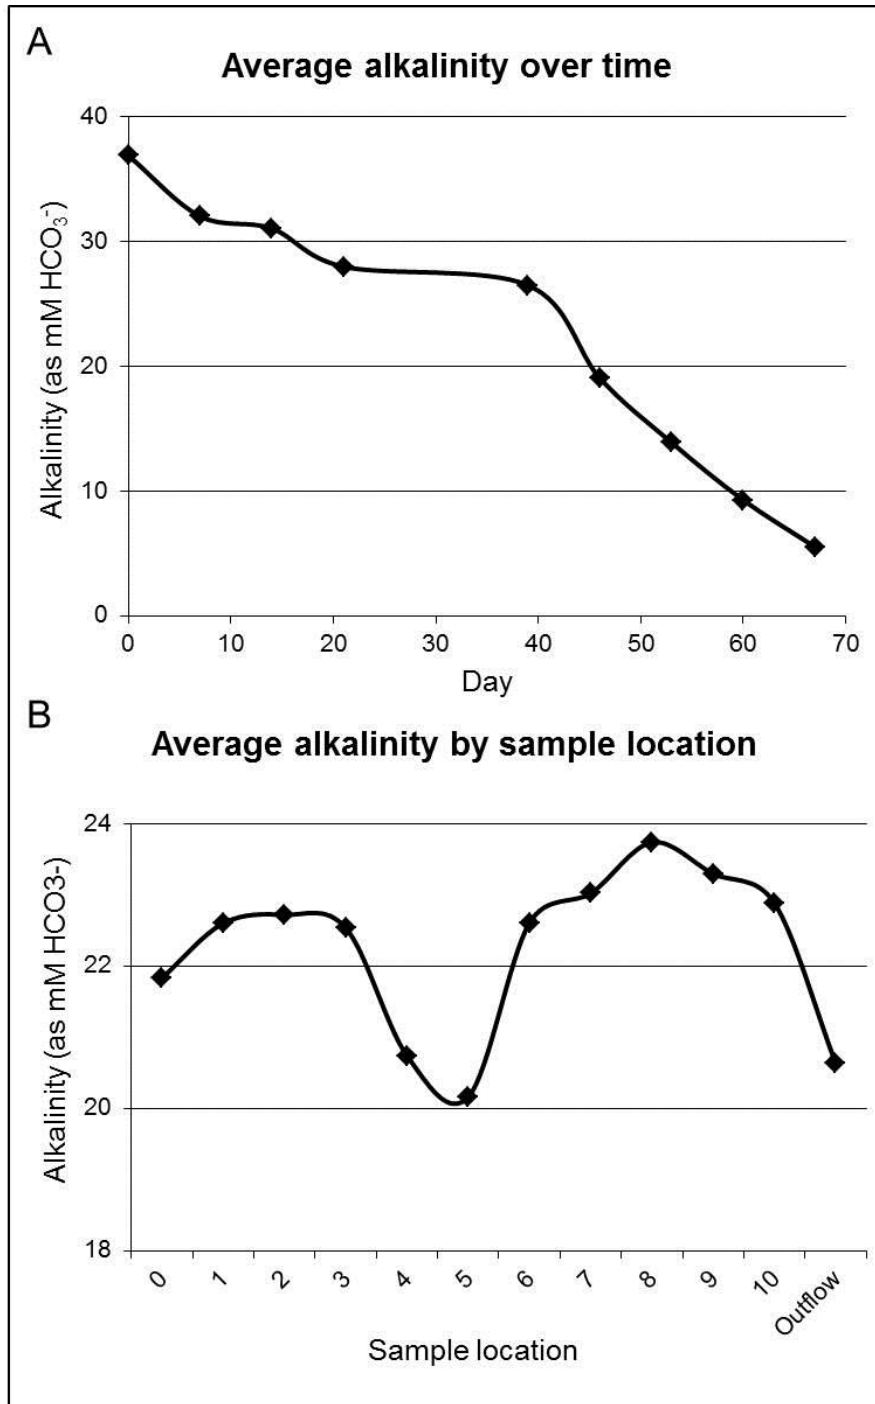 A
Average alkalinity over time
Alkalinity (as mM HCO₃⁻)
40
30
20
10
0
0 10 20 30 40 50 60 70
Day
B
Average alkalinity by sample location
Alkalinity (as mM HCO3-)
24
22
20
18
0 1 2 3 4 5 6 7 8 9 10 Outflow
Sample location